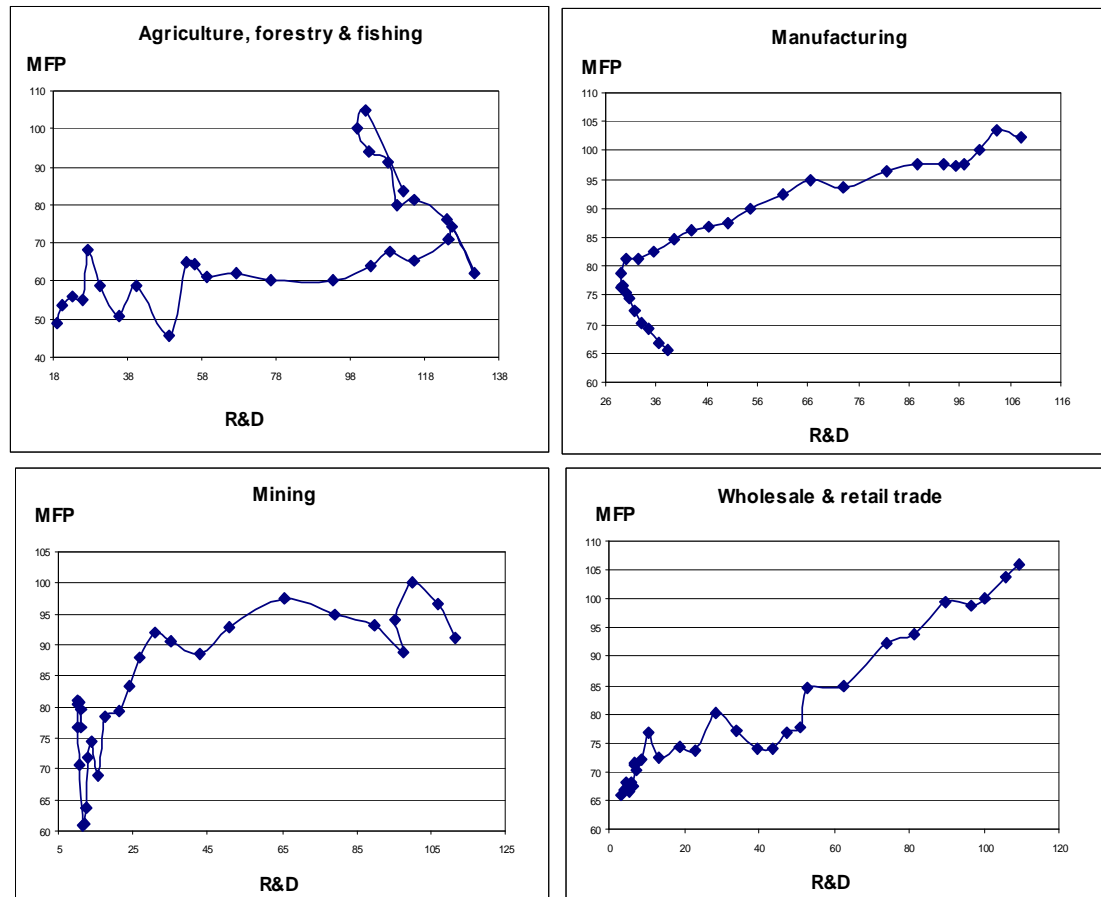 Agriculture, forestry & fishing
MFP
110
100
90
80
70
60
50
40
18 38 58 78 98 118 138
R&D
Manufacturing
MFP
110
105
100
95
90
85
80
75
70
65
60
26 36 46 56 66 76 86 96 106 116
R&D
Mining
MFP
105
100
95
90
85
80
75
70
65
60
5 25 45 65 85 105 125
R&D
Wholesale & retail trade
MFP
110
105
100
95
90
85
80
75
70
65
60
0 20 40 60 80 100 120
R&D